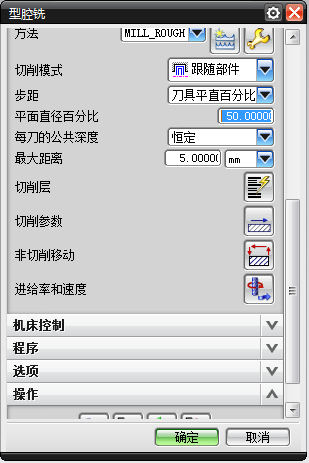 型腔铣
方法 MILL_ROUGH
切削模式 跟随部件
步距 刀具平直百分比
平面直径百分比 50.0000
每刀的公共深度 恒定
最大距离 5.0000 mm
切削层
切削参数
非切削移动
进给率和速度
机床控制
程序
选项
操作
确定 取消